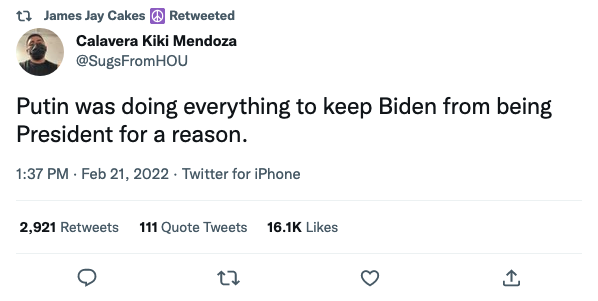 James Jay Cakes ☮ Retweeted
Calavera Kiki Mendoza
@SugsFromHOU
Putin was doing everything to keep Biden from being
President for a reason.
1:37 PM · Feb 21, 2022 · Twitter for iPhone
2,921 Retweets 111 Quote Tweets 16.1K Likes